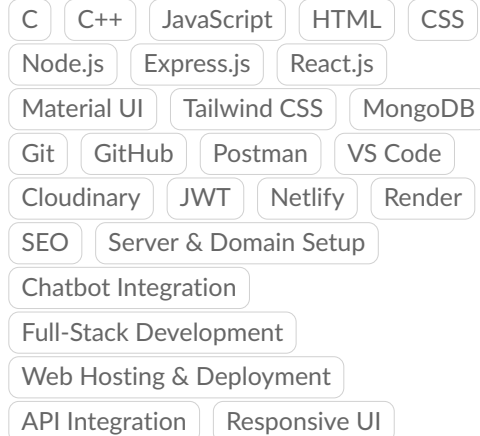 C C++ JavaScript HTML CSS
Node.js Express.js React.js
Material UI Tailwind CSS MongoDB
Git GitHub Postman VS Code
Cloudinary JWT Netlify Render
SEO Server & Domain Setup
Chatbot Integration
Full-Stack Development
Web Hosting & Deployment
API Integration Responsive UI